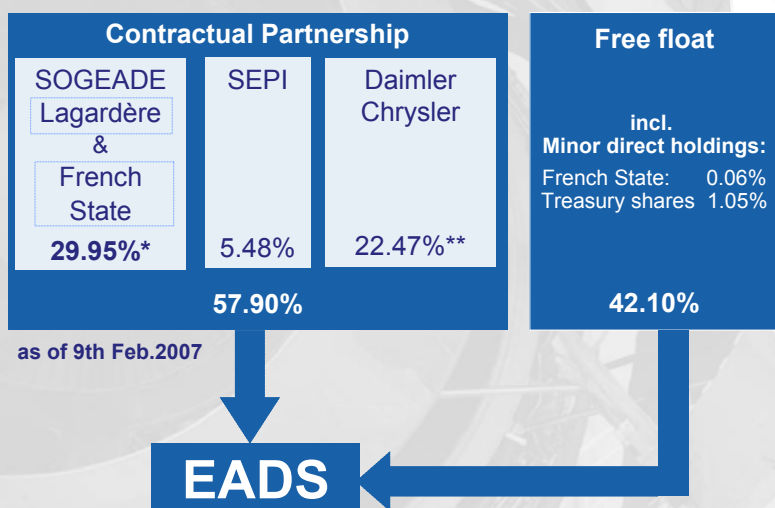 Contractual Partnership
SOGEADE
Lagardère
&
French
State
29.95%*
SEPI
5.48%
Daimler
Chrysler
22.47%**
57.90%
Free float
incl.
Minor direct holdings:
French State: 0.06%
Treasury shares 1.05%
42.10%
as of 9th Feb.2007
EADS